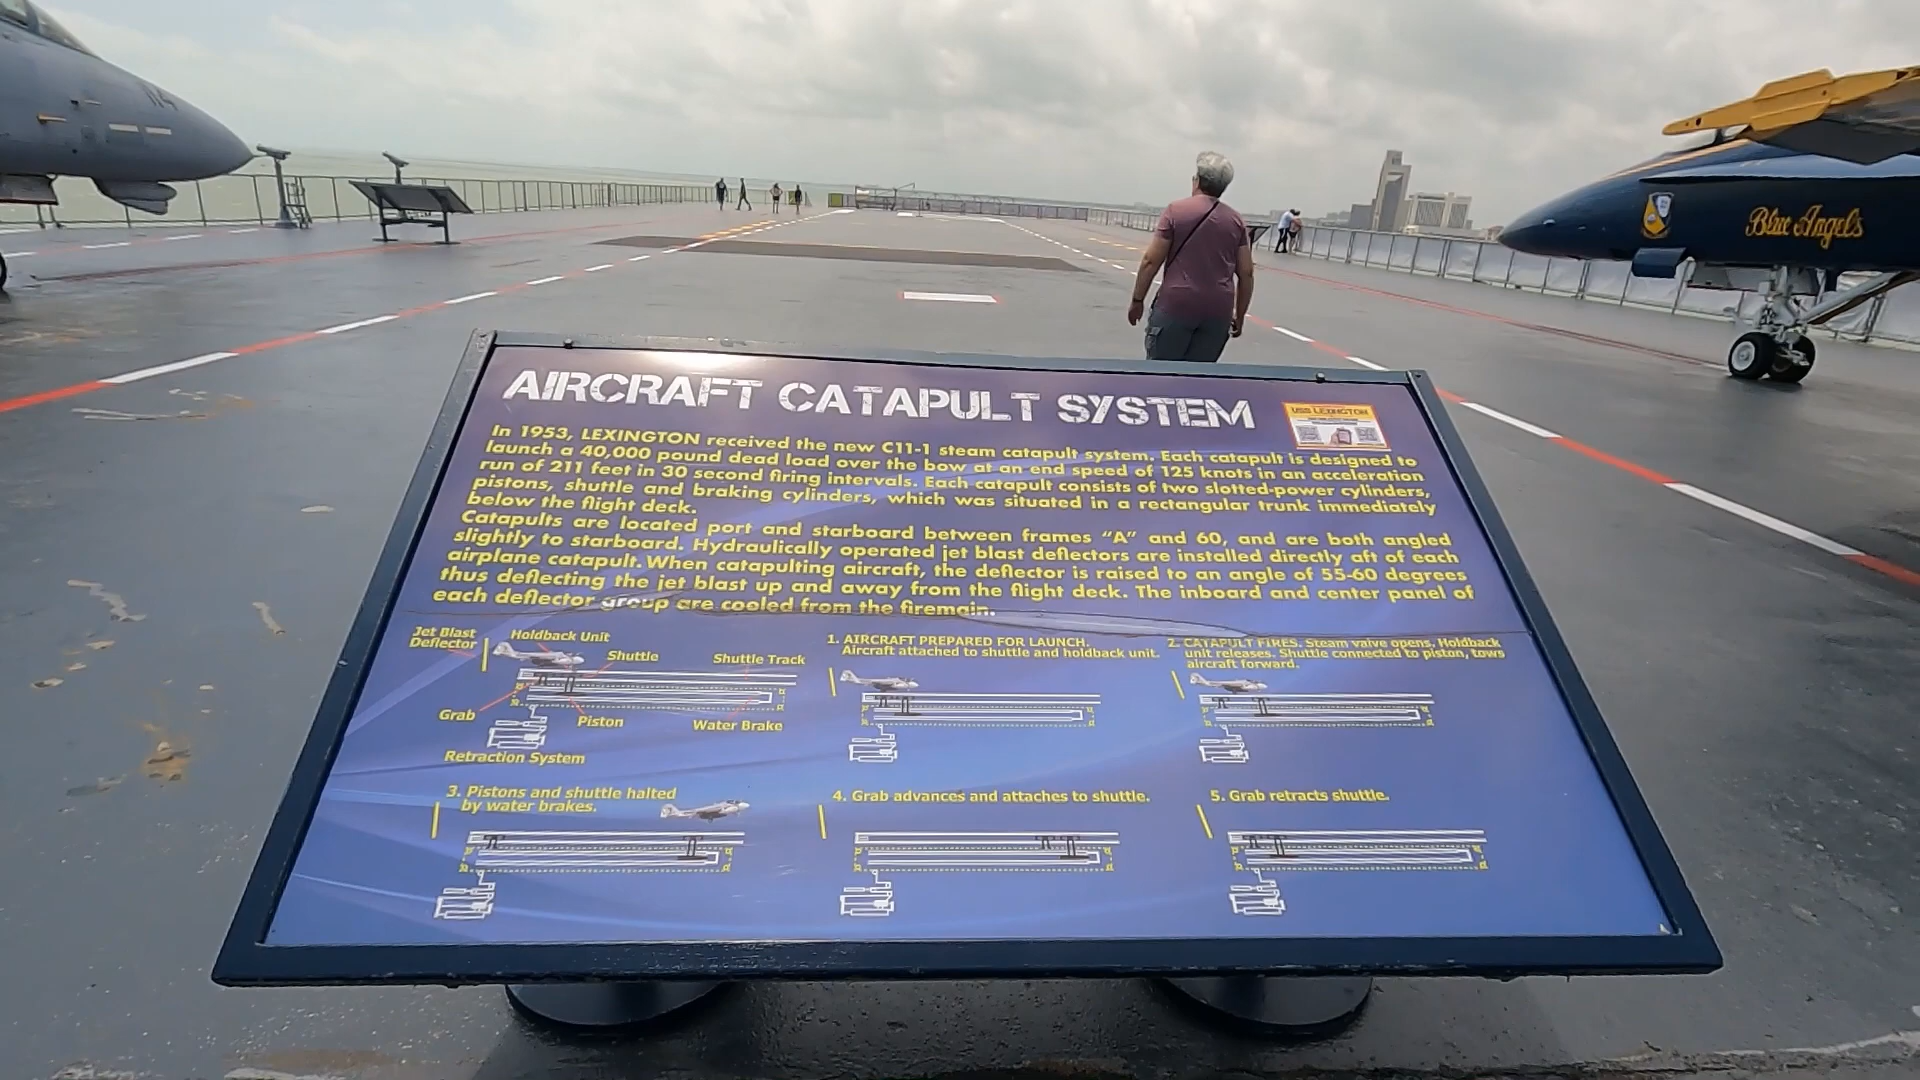 114
Blue Angels
AIRCRAFT CATAPULT SYSTEM
USS LEXINGTON
In 1953, LEXINGTON received the new C11-1 steam catapult system. Each catapult is designed to
launch a 40,000 pound dead load over the bow at an end speed of 125 knots in an acceleration
run of 211 feet in 30 second firing intervals. Each catapult consists of two slotted-power cylinders,
pistons, shuttle and braking cylinders, which was situated in a rectangular trunk immediately
below the flight deck.
Catapults are located port and starboard between frames "A" and 60, and are both angled
slightly to starboard. Hydraulically operated jet blast deflectors are installed directly aft of each
airplane catapult. When catapulting aircraft, the deflector is raised to an angle of 55-60 degrees
thus deflecting the jet blast up and away from the flight deck. The inboard and center panel of
each deflector group are cooled from the firemain.
Jet Blast
Deflector
Holdback Unit
Shuttle
Shuttle Track
Grab
Piston
Water Brake
Retraction System
1. AIRCRAFT PREPARED FOR LAUNCH.
Aircraft attached to shuttle and holdback unit.
2. CATAPULT FIRES. Steam valve opens, Holdback
unit releases. Shuttle connected to piston, tows
aircraft forward.
3. Pistons and shuttle halted
by water brakes.
4. Grab advances and attaches to shuttle.
5. Grab retracts shuttle.